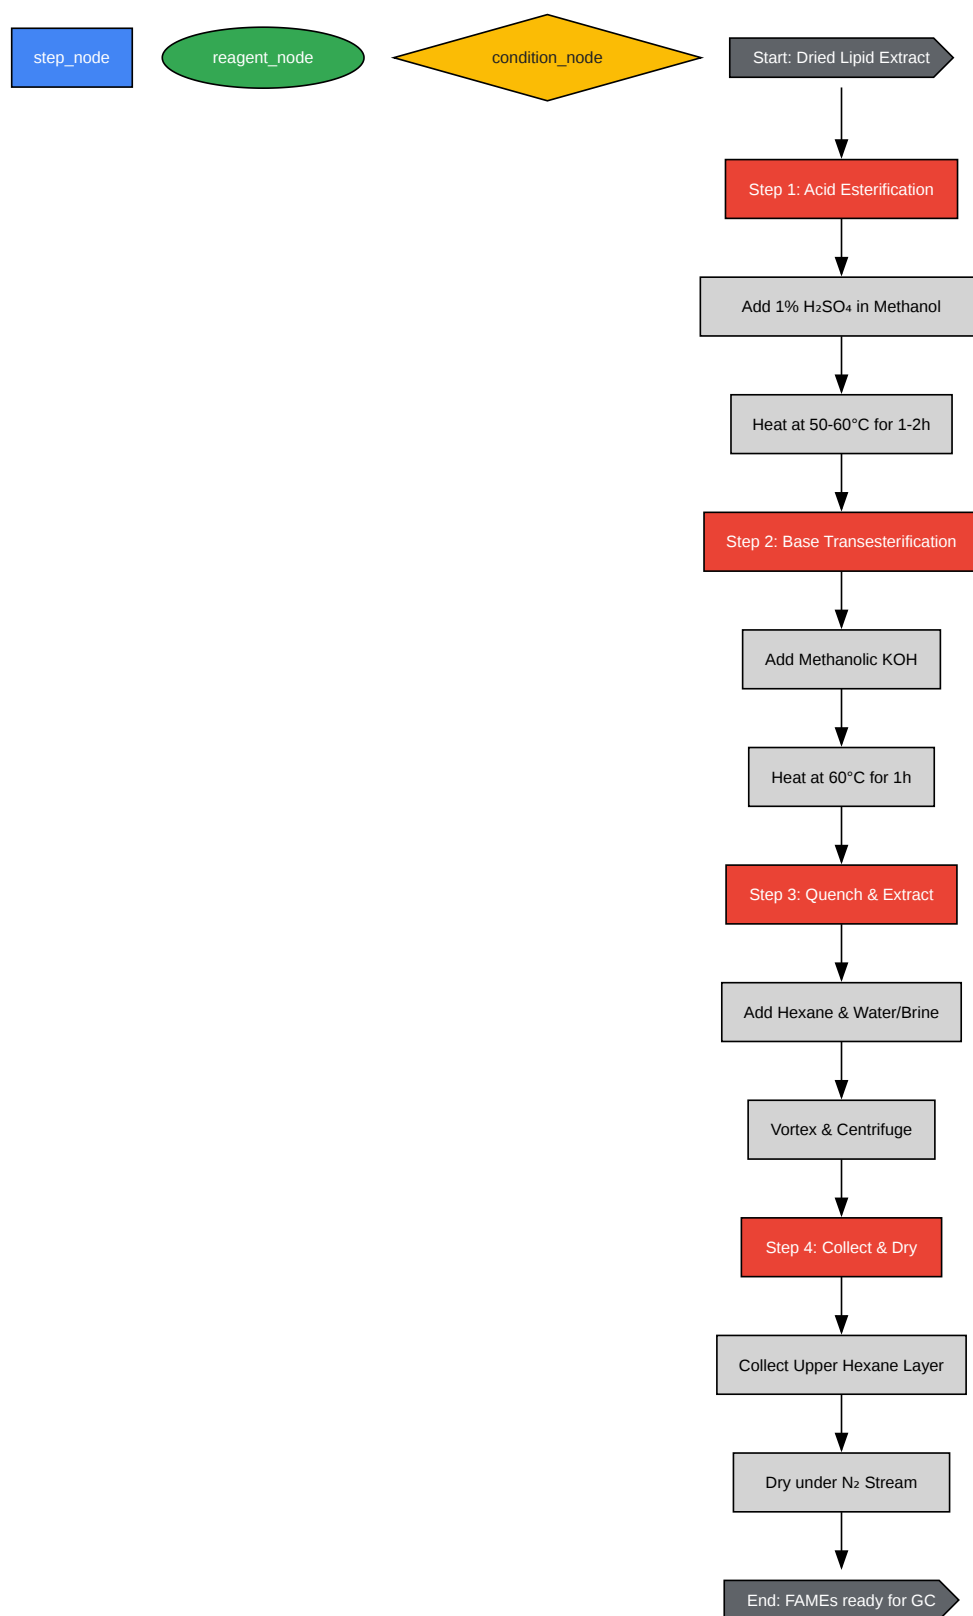 step_node
reagent_node
condition_node
Start: Dried Lipid Extract
Step 1: Acid Esterification
Add 1% H₂SO₄ in Methanol
Heat at 50-60°C for 1-2h
Step 2: Base Transesterification
Add Methanolic KOH
Heat at 60°C for 1h
Step 3: Quench & Extract
Add Hexane & Water/Brine
Vortex & Centrifuge
Step 4: Collect & Dry
Collect Upper Hexane Layer
Dry under N₂ Stream
End: FAMEs ready for GC